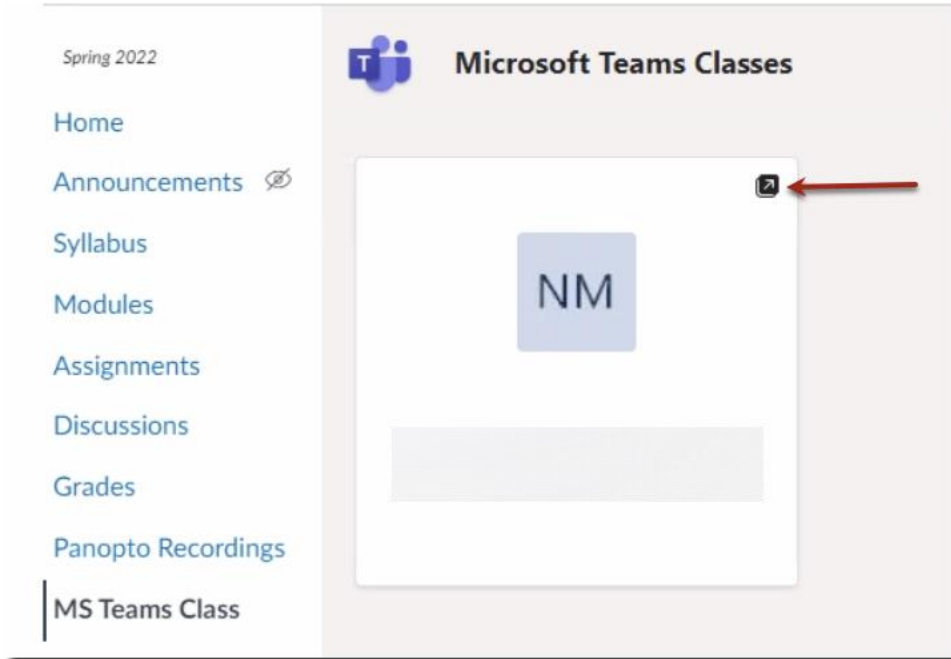 Spring 2022
Home
Announcements
Syllabus
Modules
Assignments
Discussions
Grades
Panopto Recordings
MS Teams Class
T
Microsoft Teams Classes
NM